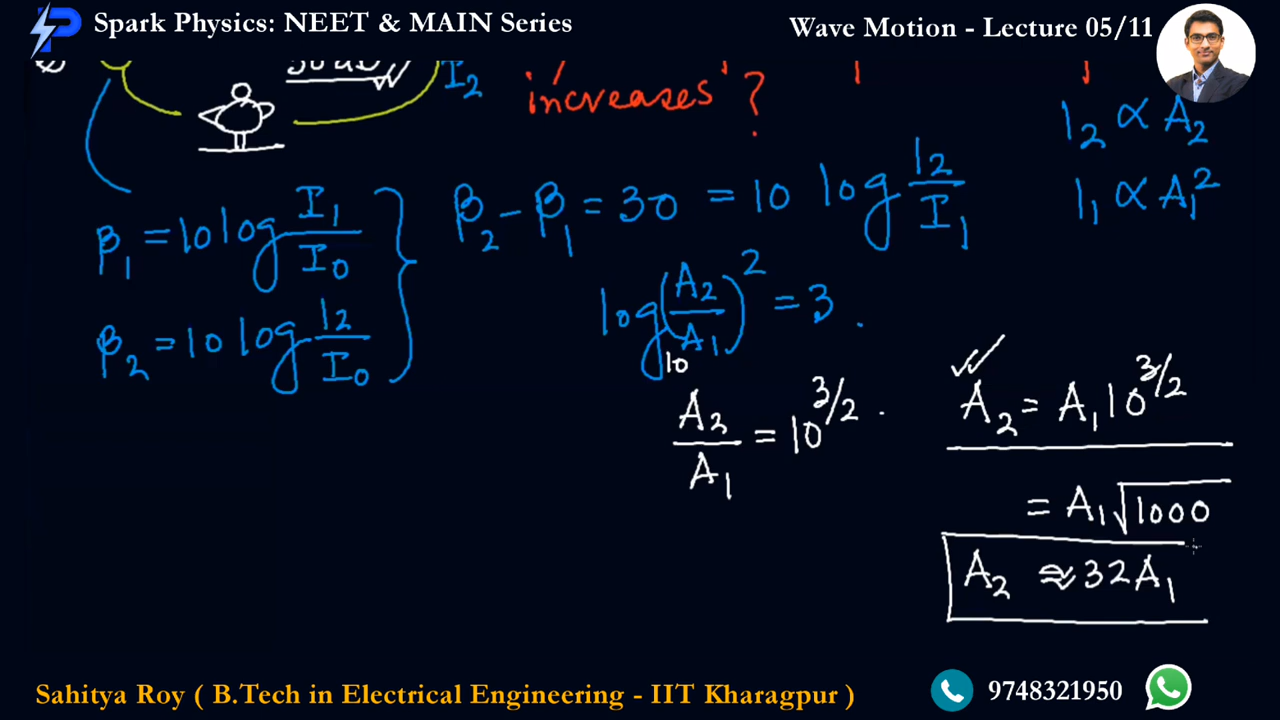 Spark Physics: NEET & MAIN Series
Wave Motion - Lecture 05/11
I₂
increases ?
I₂ ∝ A₂
I₁ ∝ A₁²
β₁ = 10 log I₁/I₀
β₂ = 10 log I₂/I₀
β₂ - β₁ = 30 = 10 log I₂/I₁
log₁₀(A₂/A₁)² = 3 .
A₂/A₁ = 10^3/2 .
A₂ = A₁ 10^3/2
= A₁√1000
A₂ ≈ 32A₁
Sahitya Roy ( B.Tech in Electrical Engineering - IIT Kharagpur )
9748321950